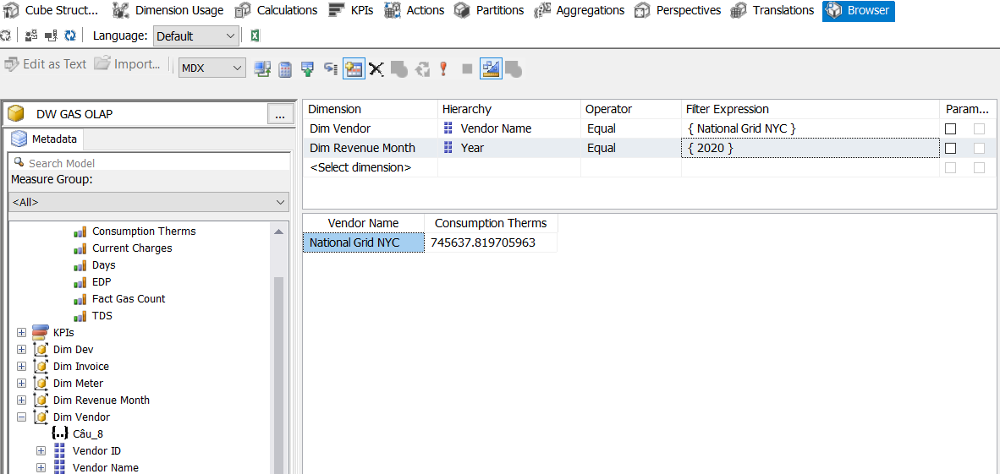 Cube Struct... Dimension Usage Calculations KPIs Actions Partitions Aggregations Perspectives Translations Browser
Language: Default
Edit as Text Import... MDX
DW GAS OLAP ...
Metadata
Search Model
Measure Group:
<All>
Consumption Therms
Current Charges
Days
EDP
Fact Gas Count
TDS
KPIs
Dim Dev
Dim Invoice
Dim Meter
Dim Revenue Month
Dim Vendor
Câu_8
Vendor ID
Vendor Name
Dimension Hierarchy Operator Filter Expression Param...
Dim Vendor Vendor Name Equal { National Grid NYC }
Dim Revenue Month Year Equal { 2020 }
<Select dimension>
Vendor Name Consumption Therms
National Grid NYC 745637.819705963